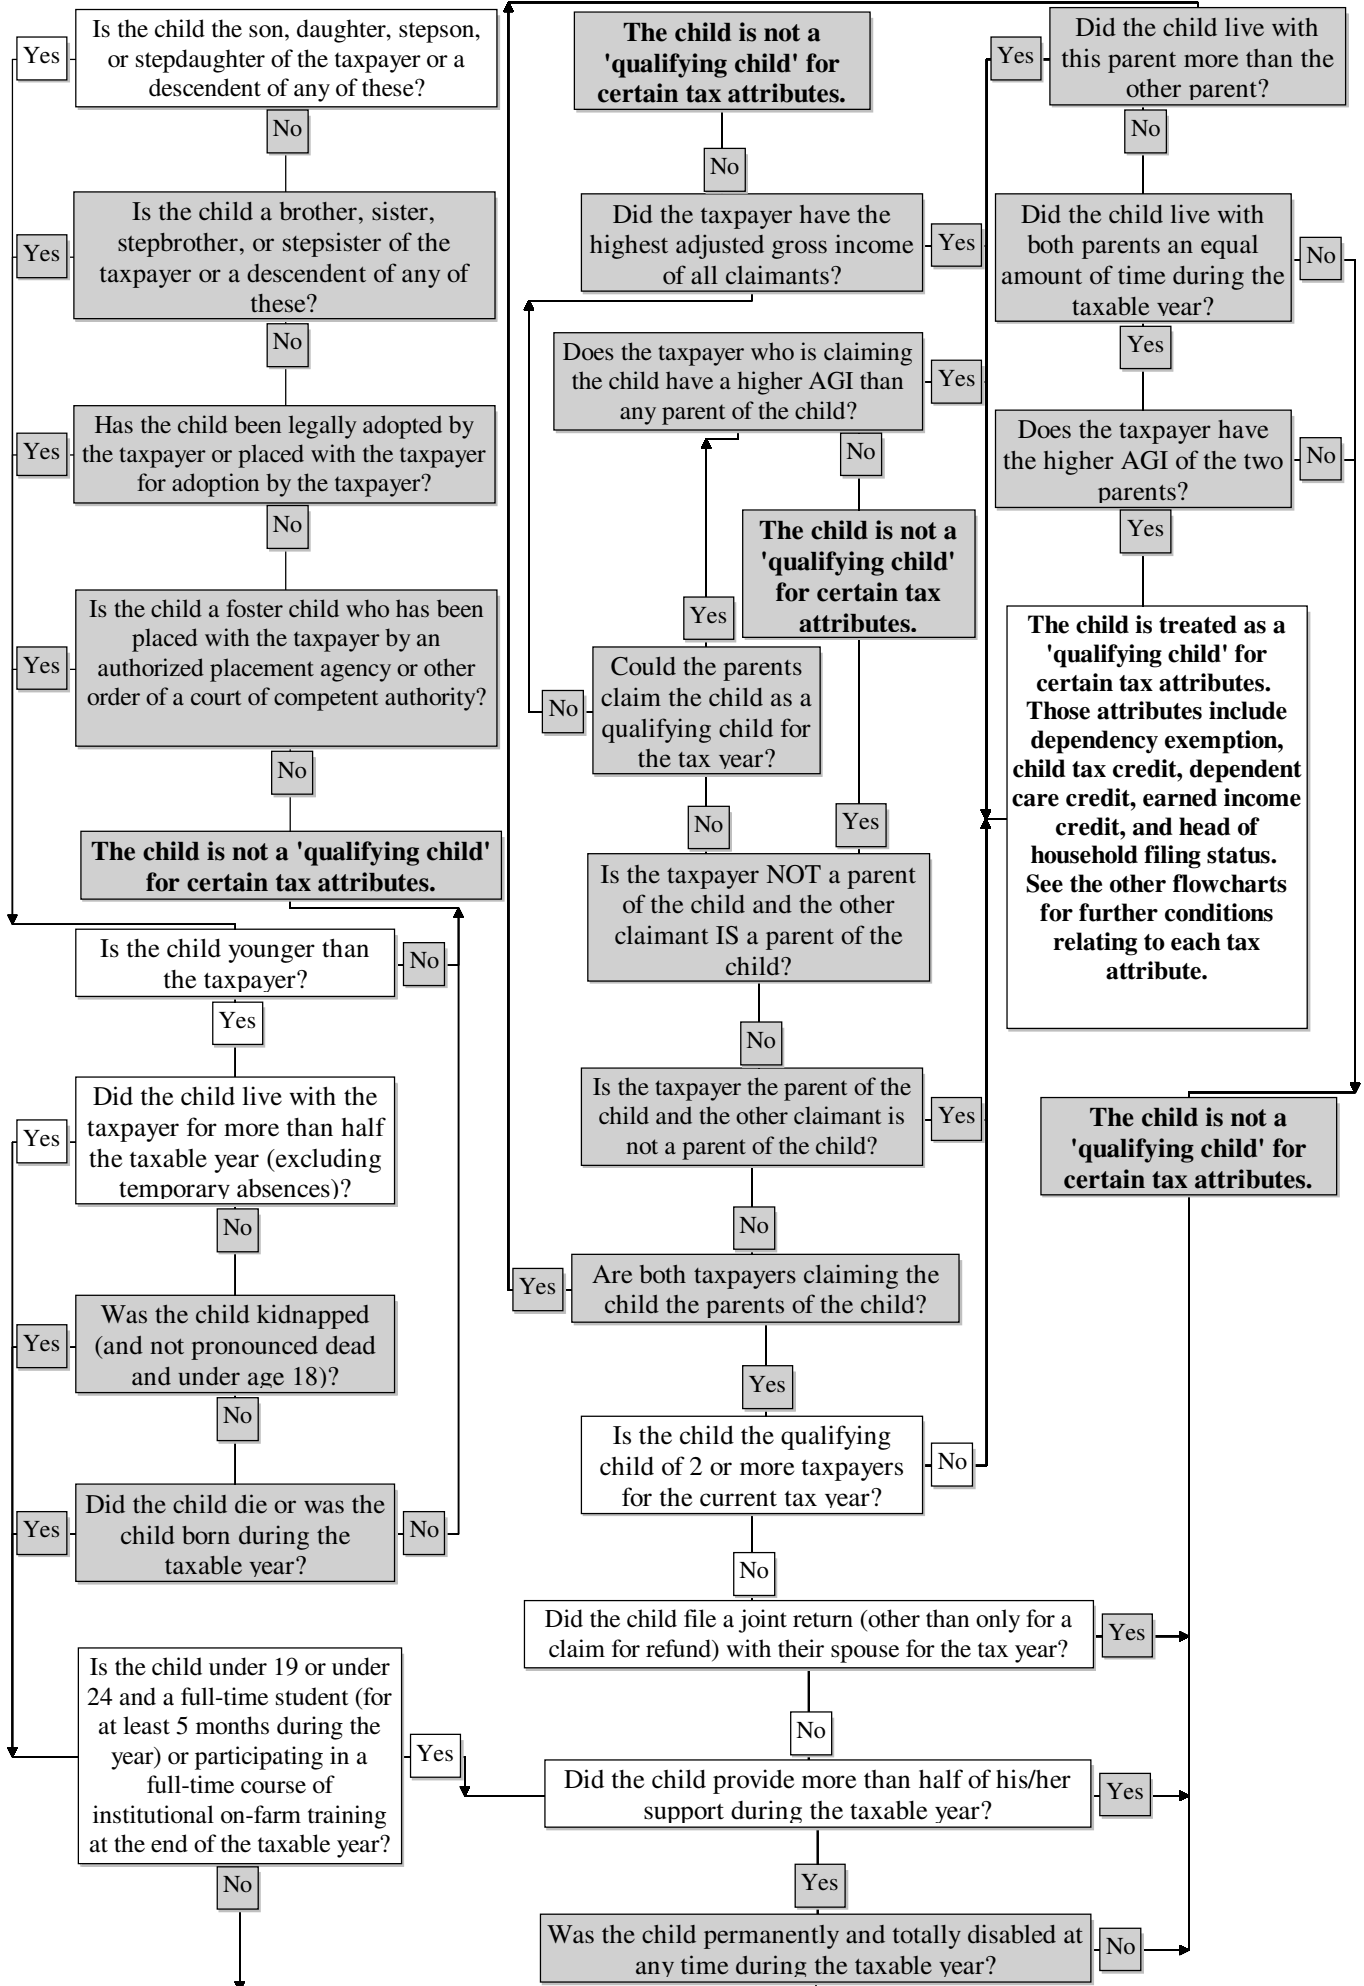 Is the child the son, daughter, stepson,
or stepdaughter of the taxpayer or a
descendent of any of these?
Yes
No
Is the child a brother, sister,
stepbrother, or stepsister of the
taxpayer or a descendent of any of
these?
Yes
No
Has the child been legally adopted by
the taxpayer or placed with the taxpayer
for adoption by the taxpayer?
Yes
No
Is the child a foster child who has been
placed with the taxpayer by an
authorized placement agency or other
order of a court of competent authority?
Yes
No
The child is not a 'qualifying child'
for certain tax attributes.
Is the child younger than
the taxpayer?
No
Yes
Did the child live with the
taxpayer for more than half
the taxable year (excluding
temporary absences)?
Yes
No
Was the child kidnapped
(and not pronounced dead
and under age 18)?
Yes
No
Did the child die or was the
child born during the
taxable year?
Yes
No
Is the child under 19 or under
24 and a full-time student (for
at least 5 months during the
year) or participating in a
full-time course of
institutional on-farm training
at the end of the taxable year?
Yes
No
The child is not a
'qualifying child' for
certain tax attributes.
No
Did the taxpayer have the
highest adjusted gross income
of all claimants?
Yes
Does the taxpayer who is claiming
the child have a higher AGI than
any parent of the child?
Yes
No
The child is not a
'qualifying child'
for certain tax
attributes.
Yes
Could the parents
claim the child as a
qualifying child for
the tax year?
No
No
Yes
Is the taxpayer NOT a parent
of the child and the other
claimant IS a parent of the
child?
No
Is the taxpayer the parent of the
child and the other claimant is
not a parent of the child?
Yes
No
Are both taxpayers claiming the
child the parents of the child?
Yes
Yes
Is the child the qualifying
child of 2 or more taxpayers
for the current tax year?
No
No
Did the child file a joint return (other than only for a
claim for refund) with their spouse for the tax year?
Yes
No
Did the child provide more than half of his/her
support during the taxable year?
Yes
Yes
Was the child permanently and totally disabled at
any time during the taxable year?
No
Did the child live with
this parent more than the
other parent?
Yes
No
Did the child live with
both parents an equal
amount of time during the
taxable year?
No
Yes
Does the taxpayer have
the higher AGI of the two
parents?
No
Yes
The child is treated as a
'qualifying child' for
certain tax attributes.
Those attributes include
dependency exemption,
child tax credit, dependent
care credit, earned income
credit, and head of
household filing status.
See the other flowcharts
for further conditions
relating to each tax
attribute.
The child is not a
'qualifying child' for
certain tax attributes.